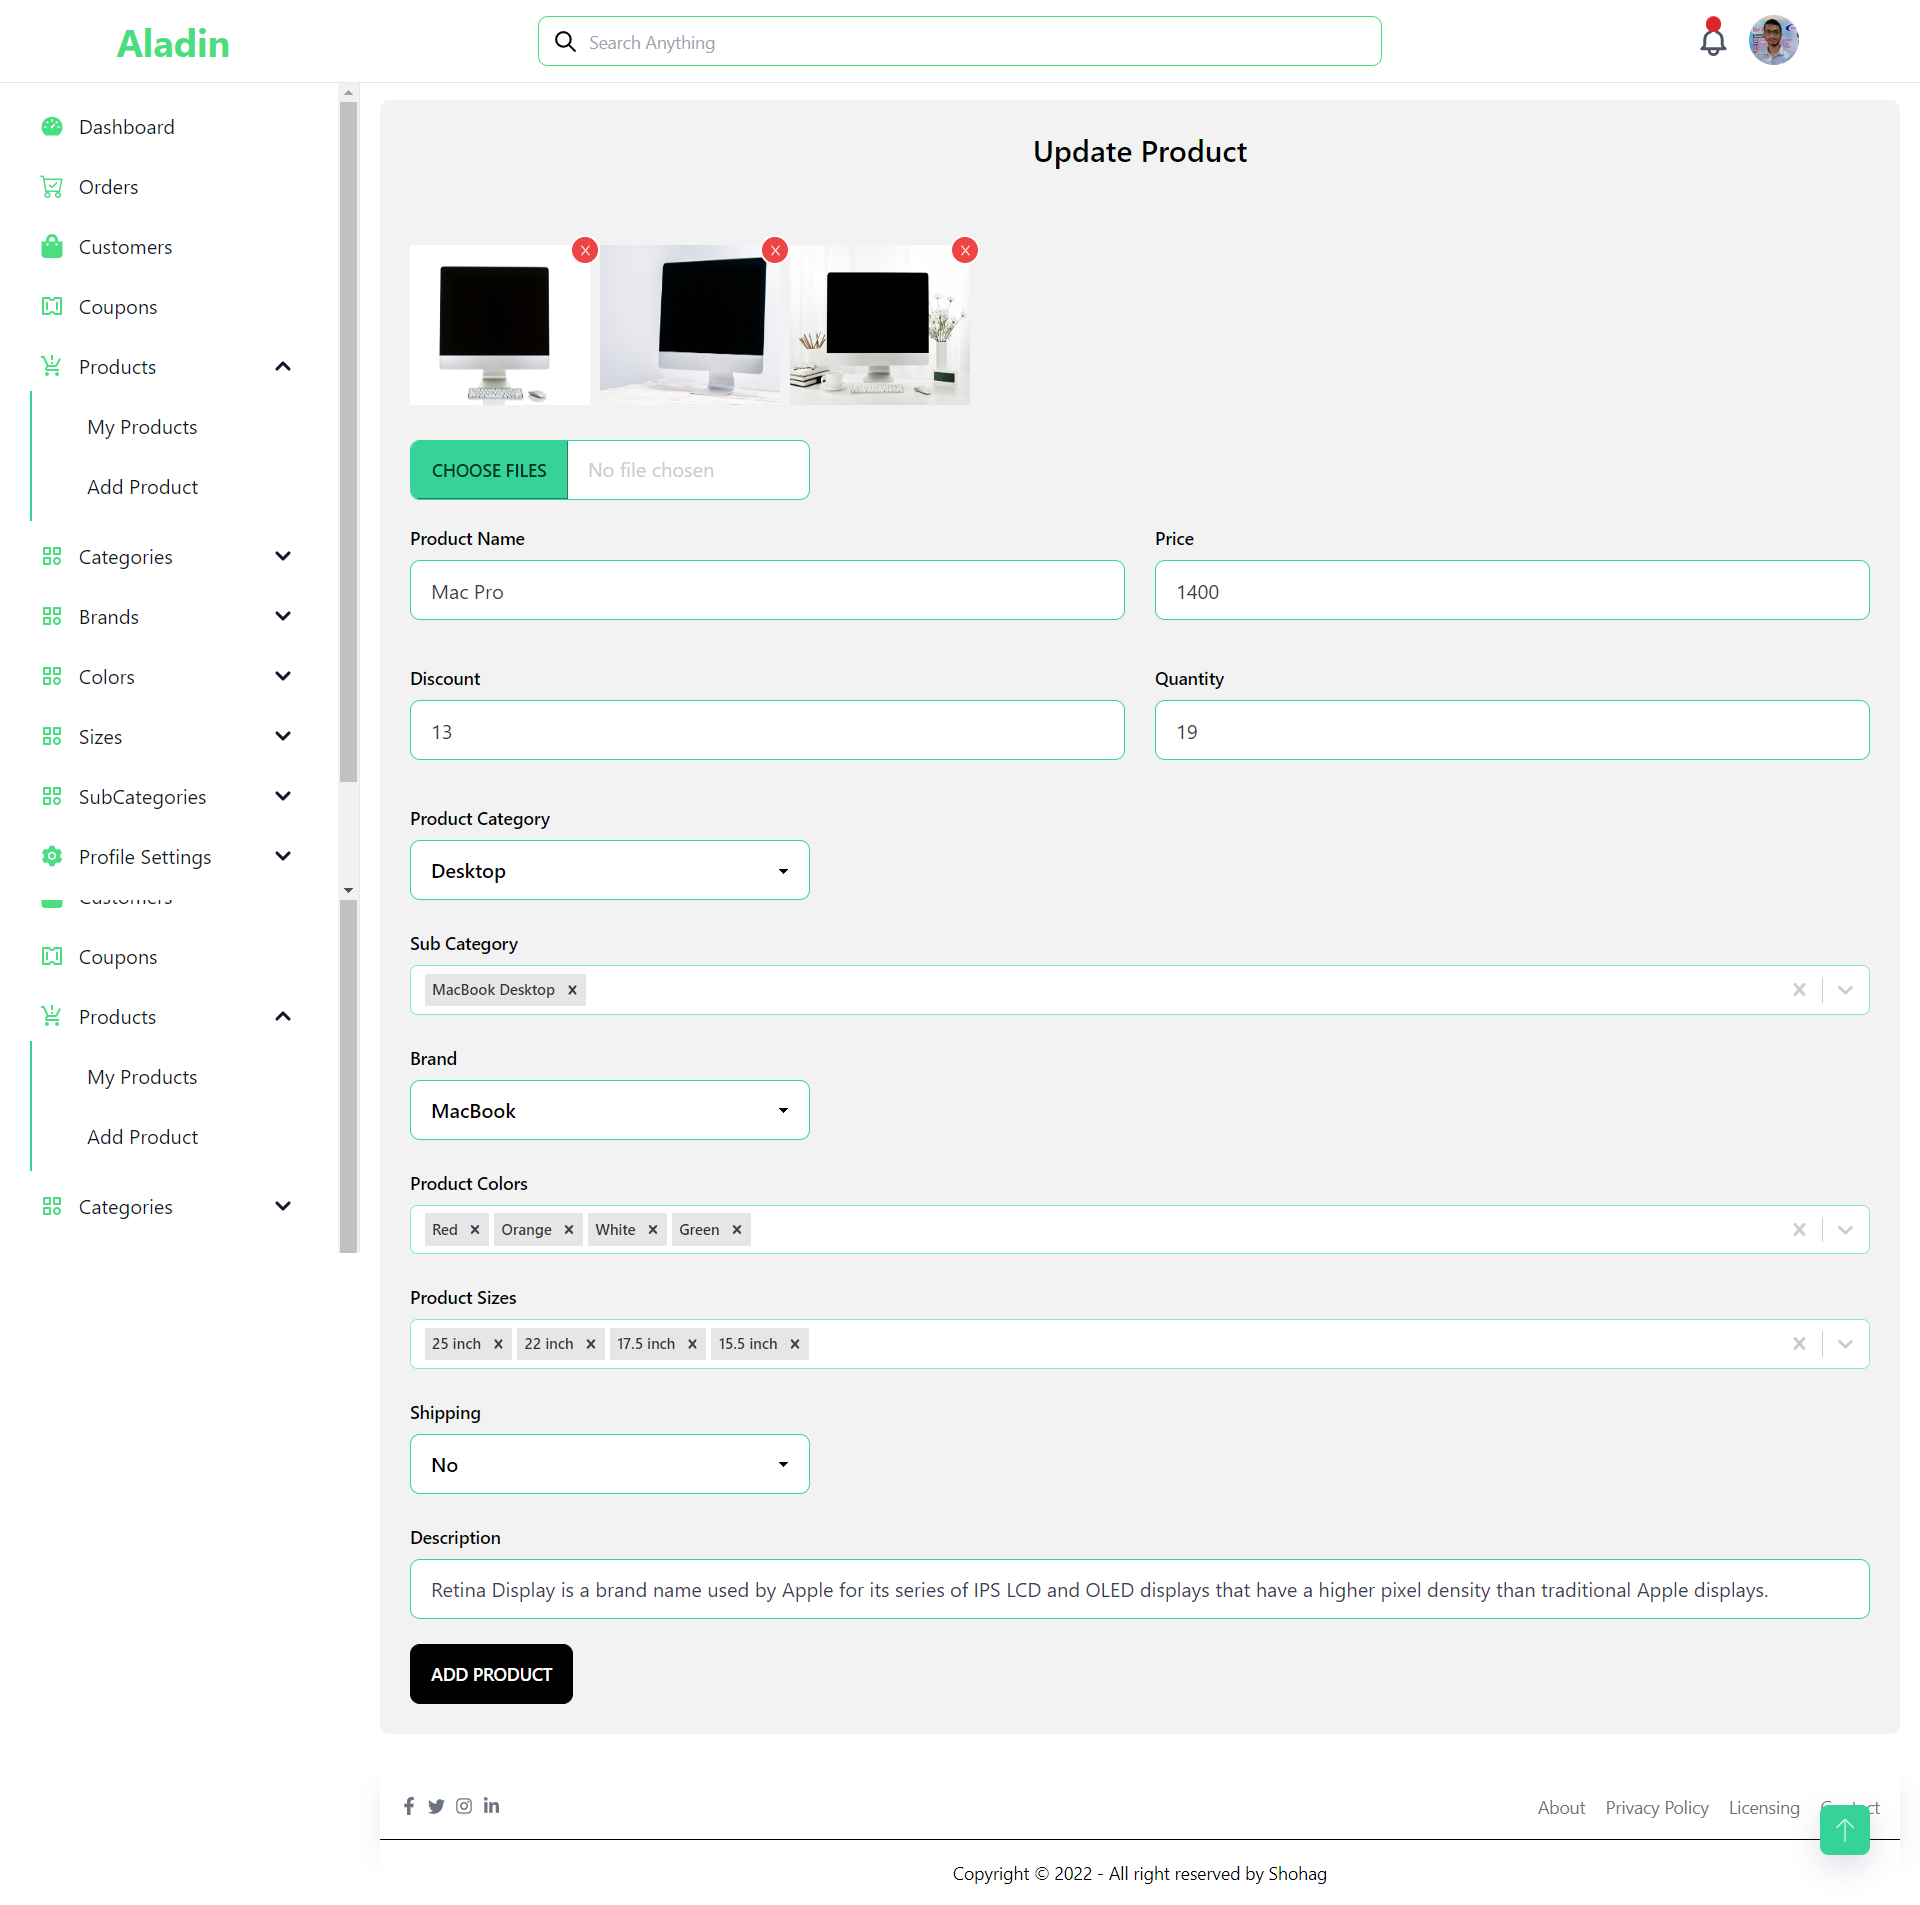 Aladin
Search Anything
Dashboard
Orders
Customers
Coupons
Products
My Products
Add Product
Categories
Brands
Colors
Sizes
SubCategories
Profile Settings
Customers
Coupons
Products
My Products
Add Product
Categories
Update Product
X X X
CHOOSE FILES No file chosen
Product Name Price
Mac Pro 1400
Discount Quantity
13 19
Product Category
Desktop
Sub Category
MacBook Desktop
Brand
MacBook
Product Colors
Red Orange White Green
Product Sizes
25 inch 22 inch 17.5 inch 15.5 inch
Shipping
No
Description
Retina Display is a brand name used by Apple for its series of IPS LCD and OLED displays that have a higher pixel density than traditional Apple displays.
ADD PRODUCT
About Privacy Policy Licensing Contact
Copyright © 2022 - All right reserved by Shohag